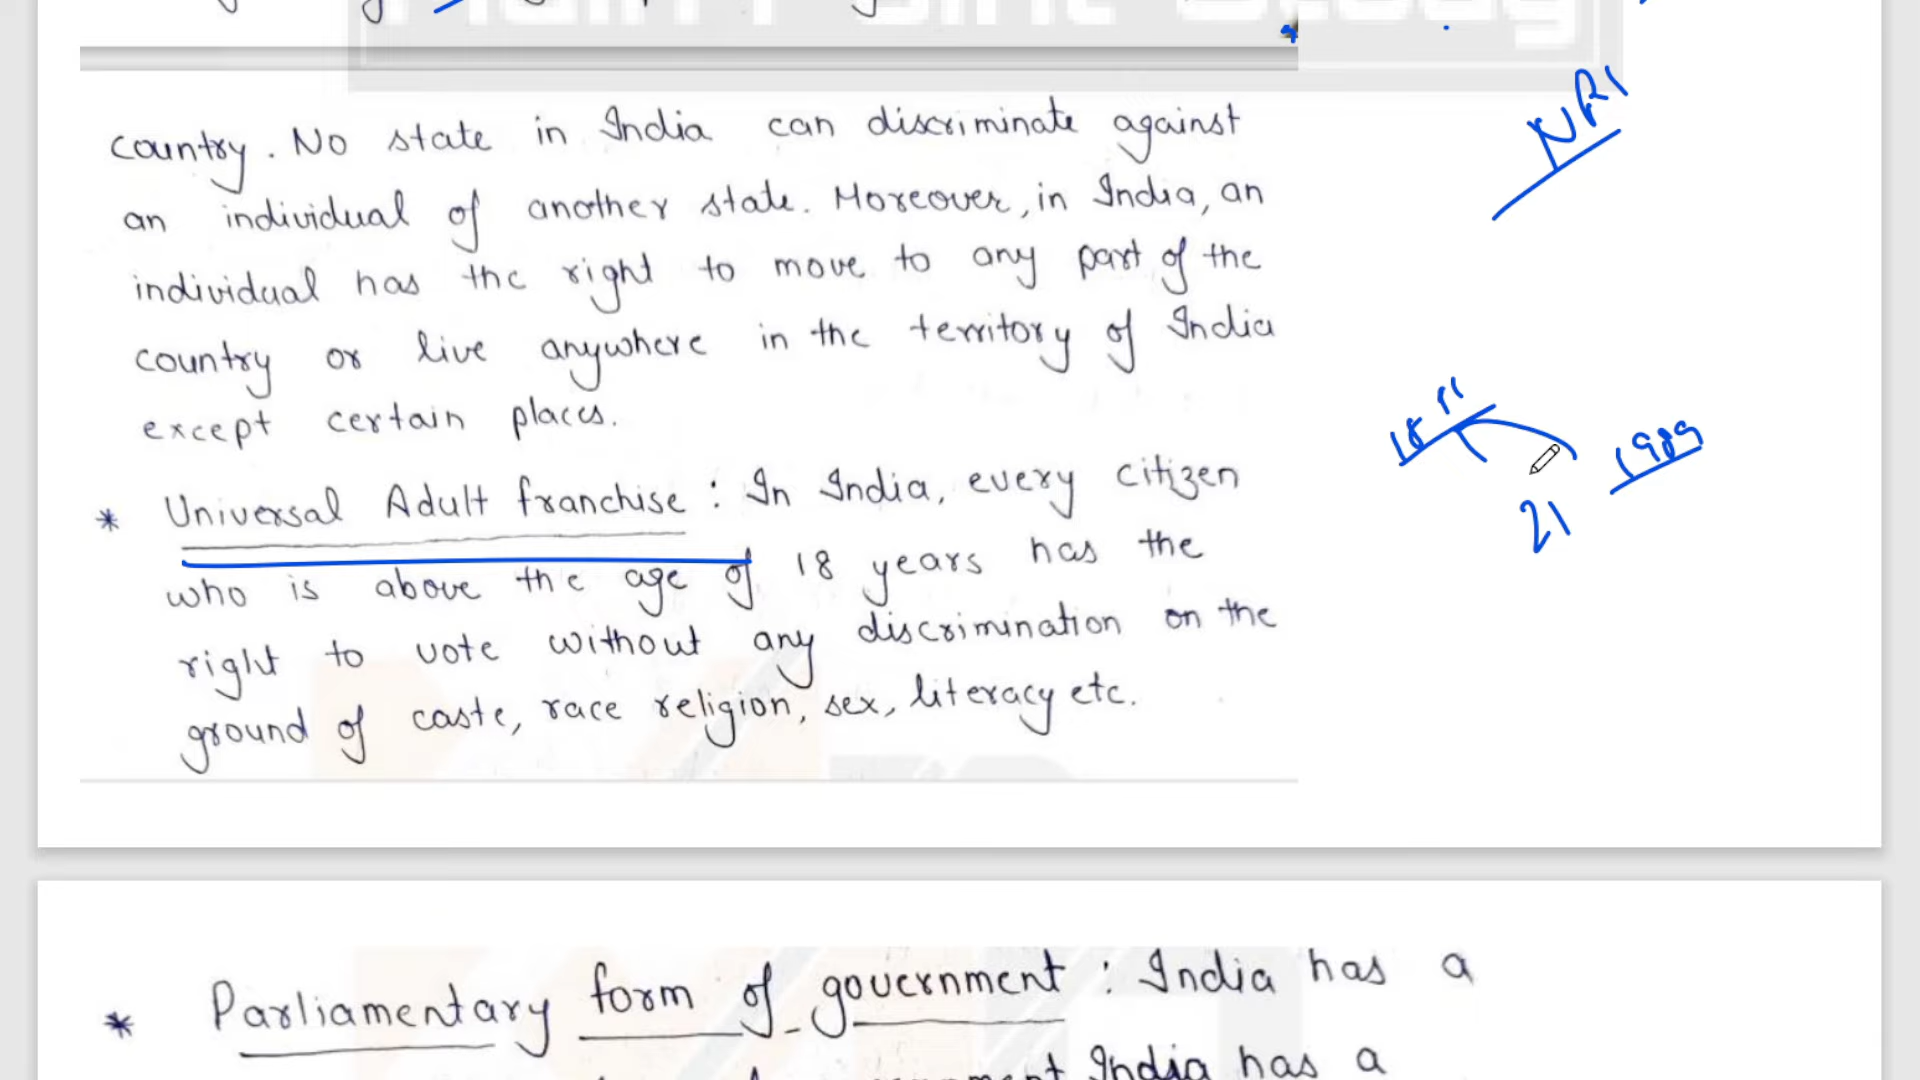 country. No state in India can discriminate against
an individual of another state. Moreover, in India, an
individual has the right to move to any part of the
country or live anywhere in the territory of India
except certain places.
* Universal Adult franchise : In India, every citizen
who is above the age of 18 years has the
right to vote without any discrimination on the
ground of caste, race religion, sex, literacy etc.
NRI
18
1989
21
* Parliamentary form of government : India has a
India has a